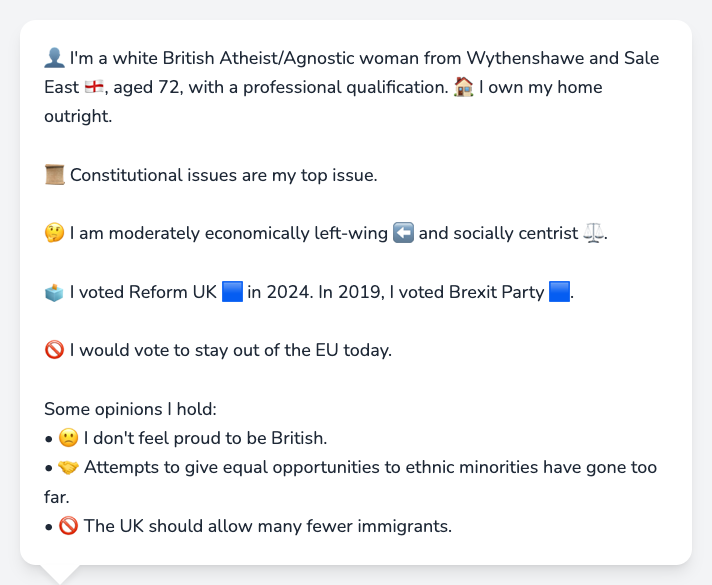 👤 I'm a white British Atheist/Agnostic woman from Wythenshawe and Sale
East 🏴󠁧󠁢󠁥󠁮󠁧󠁿, aged 72, with a professional qualification. 🏠 I own my home
outright.
📜 Constitutional issues are my top issue.
🤔 I am moderately economically left-wing ⬅️ and socially centrist ⚖️.
🗳️ I voted Reform UK 🟦 in 2024. In 2019, I voted Brexit Party 🟦.
🚫 I would vote to stay out of the EU today.
Some opinions I hold:
• 🙁 I don't feel proud to be British.
• 🤝 Attempts to give equal opportunities to ethnic minorities have gone too
far.
• 🚫 The UK should allow many fewer immigrants.